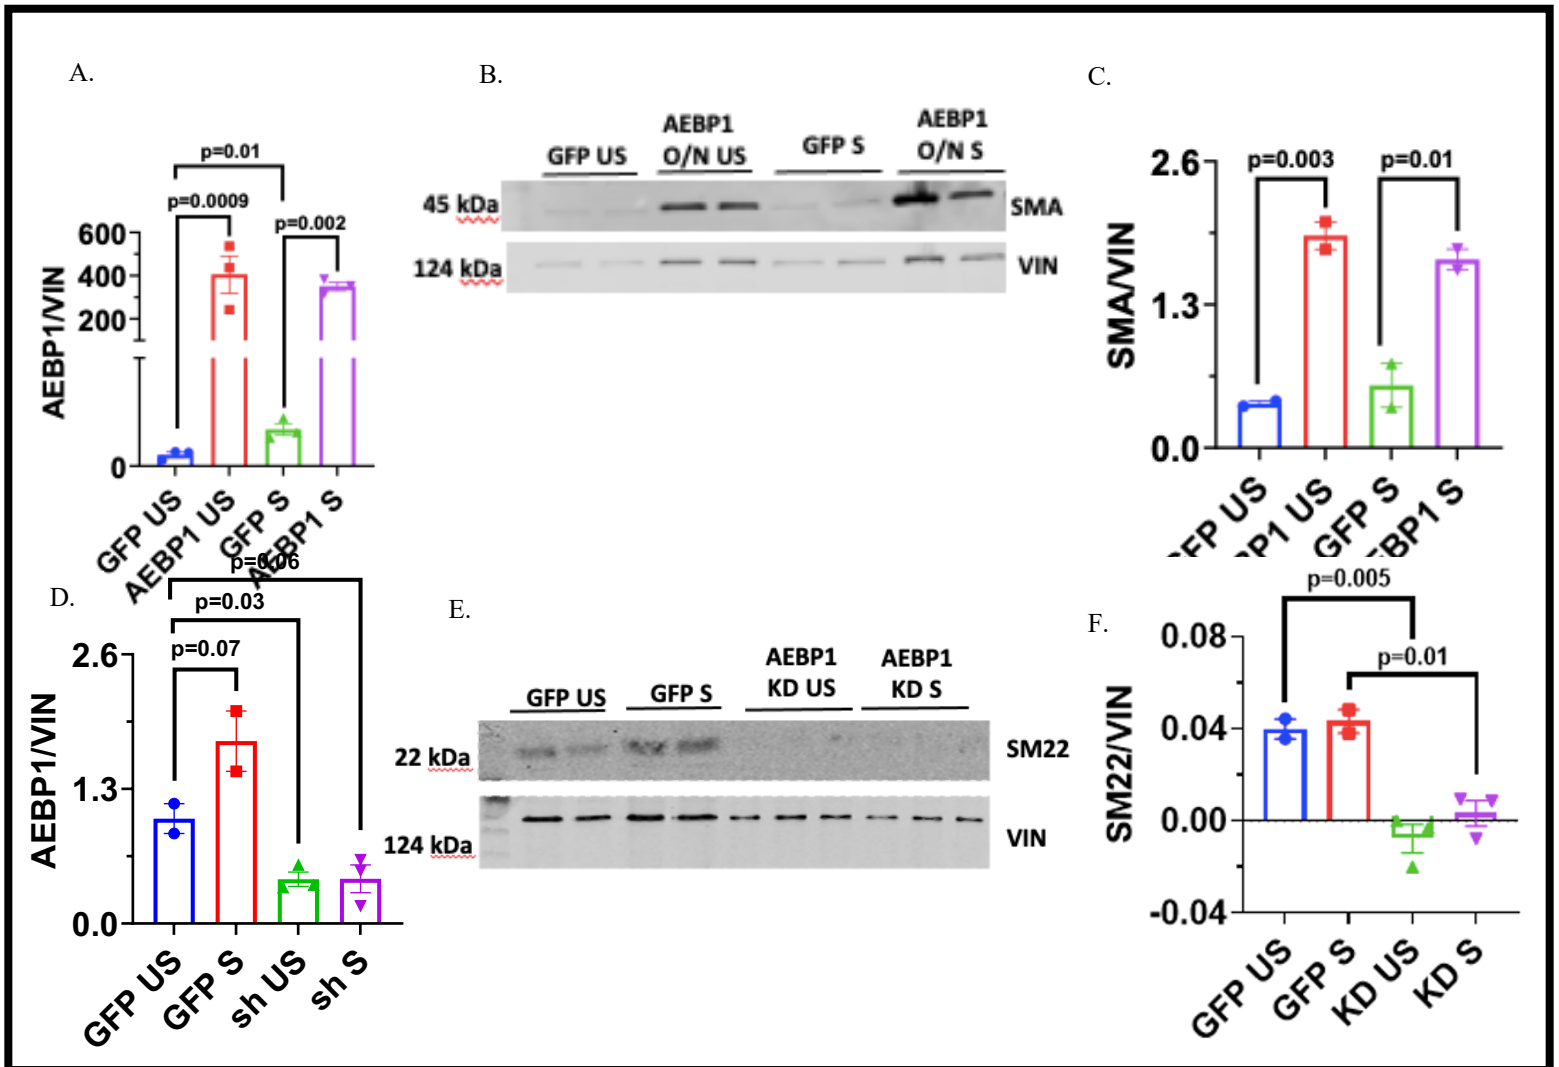 A.
p=0.01
p=0.0009
p=0.002
600
400
200
0
AEBP1/VIN
GFP US
AEBP1 US
GFP S
AEBP1 S
B.
GFP US
AEBP1
O/N US
GFP S
AEBP1
O/N S
45 kDa
SMA
124 kDa
VIN
C.
p=0.003
p=0.01
2.6
1.3
0.0
SMA/VIN
GFP US
BP1 US
GFP S
EBP1 S
D.
p=0.06
p=0.03
p=0.07
2.6
1.3
0.0
AEBP1/VIN
GFP US
GFP S
sh US
sh S
E.
GFP US
GFP S
AEBP1
KD US
AEBP1
KD S
22 kDa
SM22
124 kDa
VIN
F.
p=0.005
p=0.01
0.08
0.04
0.00
-0.04
SM22/VIN
GFP US
GFP S
KD US
KD S